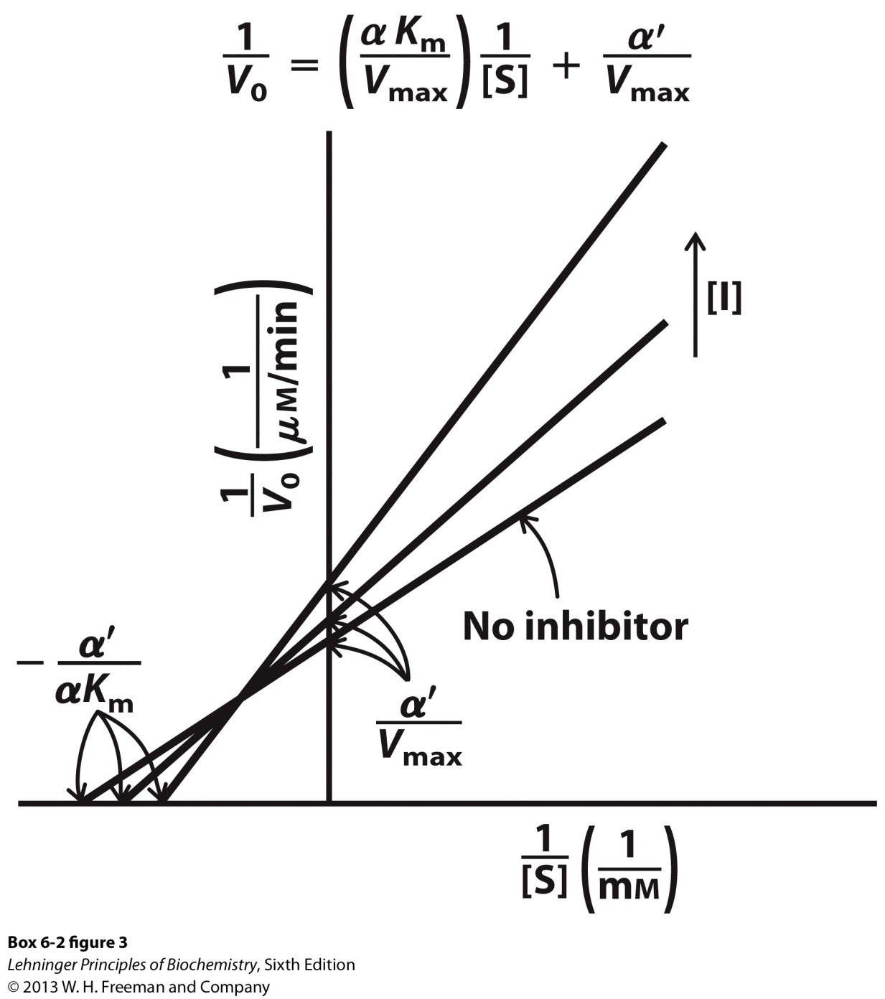 1/V₀ = (α Kₘ/Vmax) 1/[S] + α′/Vmax
[I]
1/V₀ (1/μM/min)
No inhibitor
− α′/αKₘ
α′/Vmax
1/[S] (1/mM)
Box 6-2 figure 3
Lehninger Principles of Biochemistry, Sixth Edition
© 2013 W. H. Freeman and Company